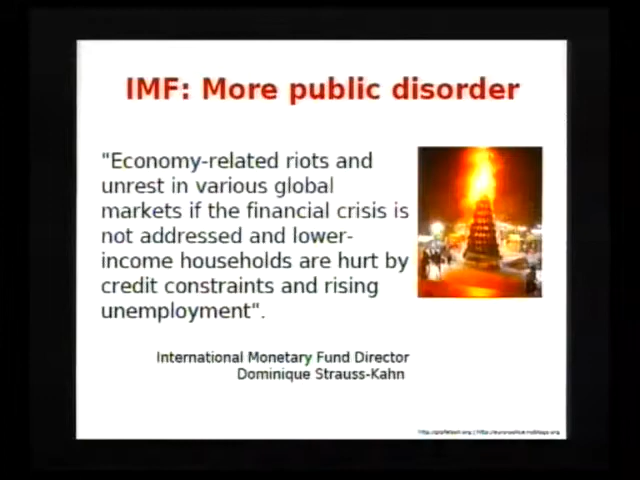 IMF: More public disorder
"Economy-related riots and
unrest in various global
markets if the financial crisis is
not addressed and lower-
income households are hurt by
credit constraints and rising
unemployment".
International Monetary Fund Director
Dominique Strauss-Kahn